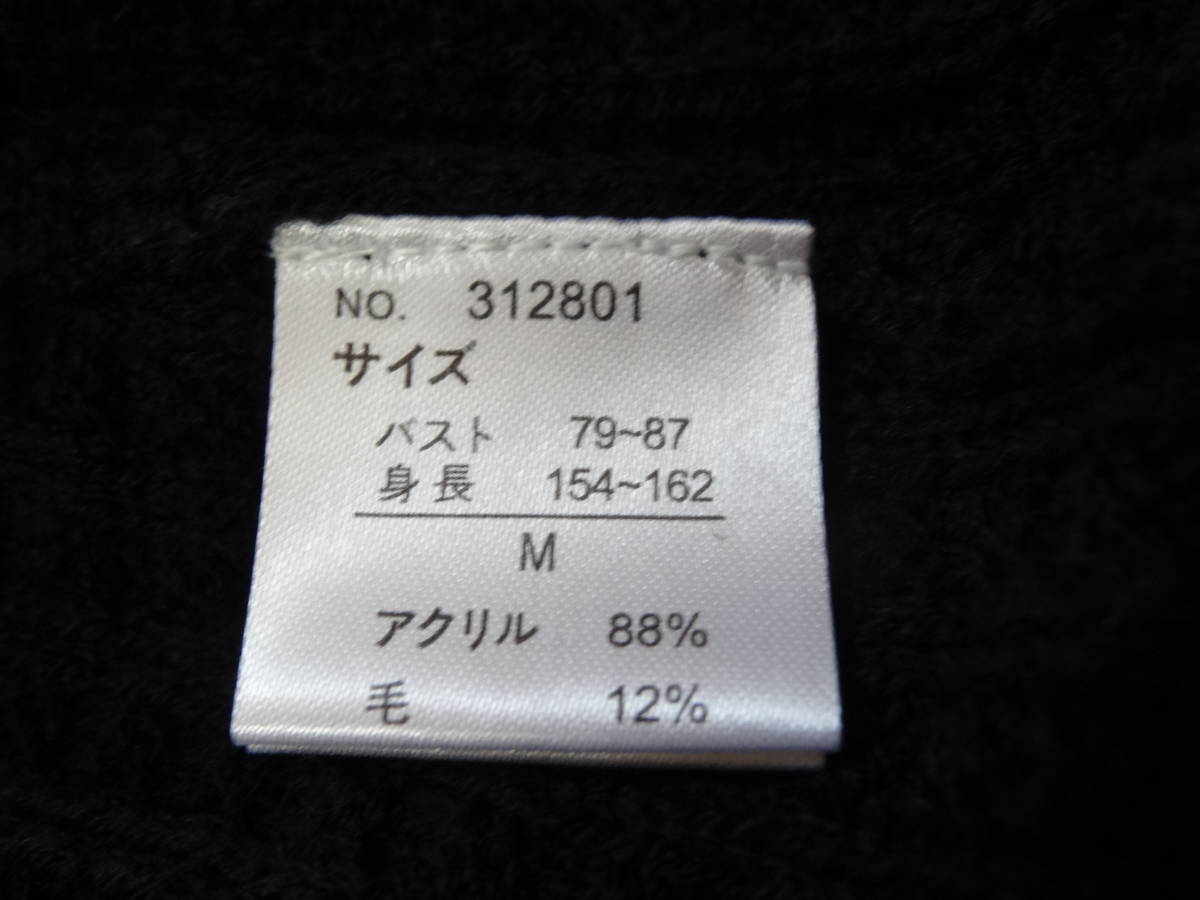 NO. 312801
サイズ
バスト 79~87
身長 154~162
M
アクリル 88%
毛 12%